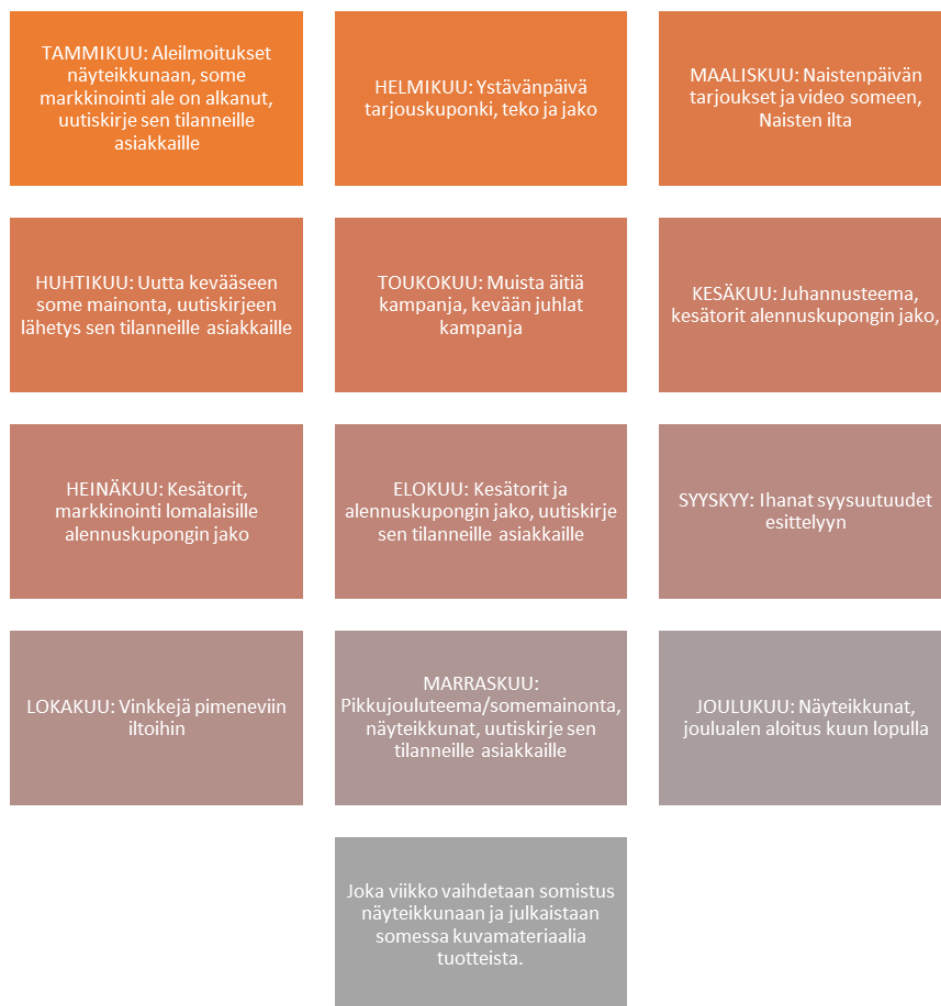 TAMMIKUU: Aleilmoitukset
näyteikkunaan, some
markkinointi ale on alkanut,
uutiskirje sen tilanneille
asiakkaille
HELMIKUU: Ystävänpäivä
tarjouskuponki, teko ja jako
MAALISKUU: Naistenpäivän
tarjoukset ja video someen,
Naisten ilta
HUHTIKUU: Uutta kevääseen
some mainonta, uutiskirjeen
lähetys sen tilanneille asiakkaille
TOUKOKUU: Muista äitiä
kampanja, kevään juhlat
kampanja
KESÄKUU: Juhannusteema,
kesätorit alennuskupongin jako,
HEINÄKUU: Kesätorit,
markkinointi lomalaisille
alennuskupongin jako
ELOKUU: Kesätorit ja
alennuskupongin jako, uutiskirje
sen tilanneille asiakkaille
SYYSKYY: Ihanat syysuutuudet
esittelyyn
LOKAKUU: Vinkkejä pimeneviin
iltoihin
MARRASKUU:
Pikkujouluteema/somemainonta,
näyteikkunat, uutiskirje sen
tilanneille asiakkaille
JOULUKUU: Näyteikkunat,
joulualen aloitus kuun lopulla
Joka viikko vaihdetaan somistus
näyteikkunaan ja julkaistaan
somessa kuvamateriaalia
tuotteista.